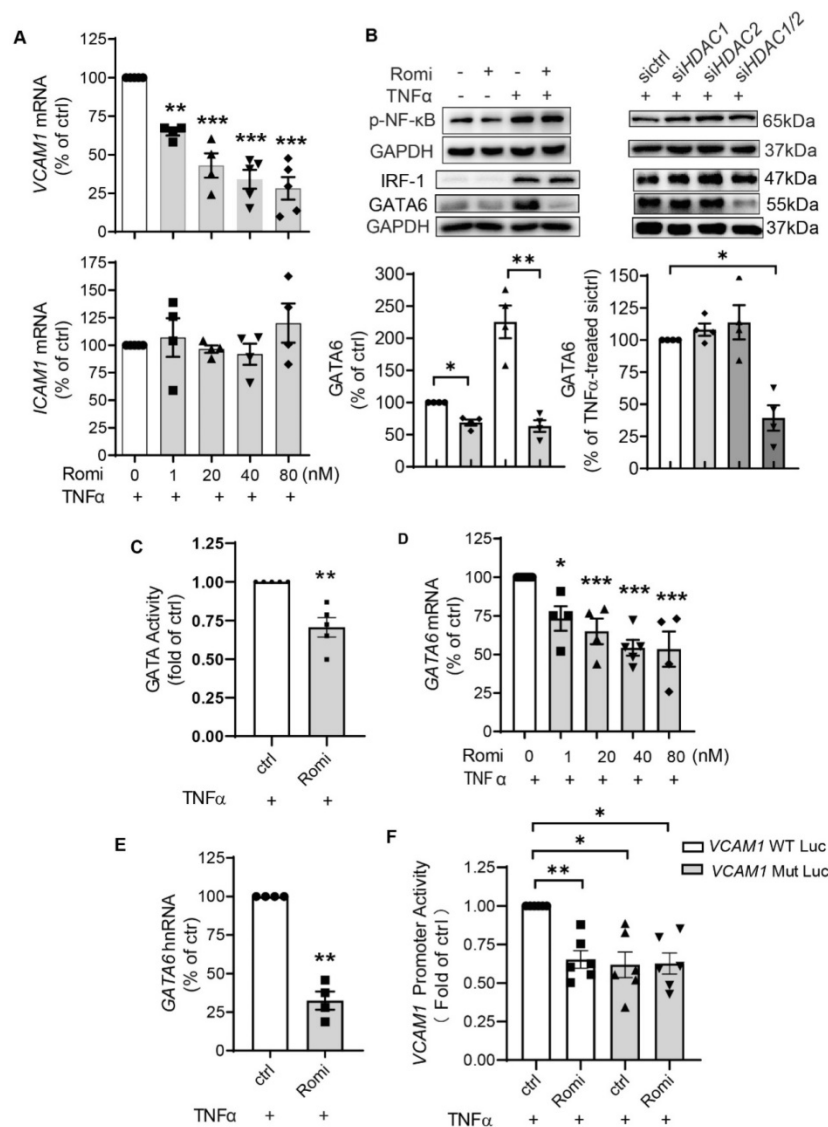 A
VCAM1 mRNA
(% of ctrl)
125
100
75
50
25
0
**
***
***
***
ICAM1 mRNA
(% of ctrl)
175
150
125
100
75
50
25
0
Romi 0 1 20 40 80 (nM)
TNFα + + + + +
B
Romi - + - +
TNFα - - + +
p-NF-κB
GAPDH
IRF-1
GATA6
GAPDH
sictrl siHDAC1 siHDAC2 siHDAC1/2
+ + + +
65kDa
37kDa
47kDa
55kDa
37kDa
GATA6
(% of ctrl)
300
250
200
150
100
50
0
*
**
GATA6
(% of TNFα-treated sictrl)
150
125
100
75
50
25
0
*
C
GATA Activity
(fold of ctrl)
1.25
1.00
0.75
0.50
0.25
0.00
**
ctrl Romi
TNFα + +
D
GATA6 mRNA
(% of ctrl)
125
100
75
50
25
0
*
***
***
***
Romi 0 1 20 40 80 (nM)
TNF α + + + + +
E
GATA6 hnRNA
(% of ctr)
125
100
75
50
25
0
**
ctrl Romi
TNFα + +
F
VCAM1 Promoter Activity
( Fold of ctrl )
1.25
1.00
0.75
0.50
0.25
0.00
**
*
*
VCAM1 WT Luc
VCAM1 Mut Luc
ctrl Romi ctrl Romi
TNFα + + + +